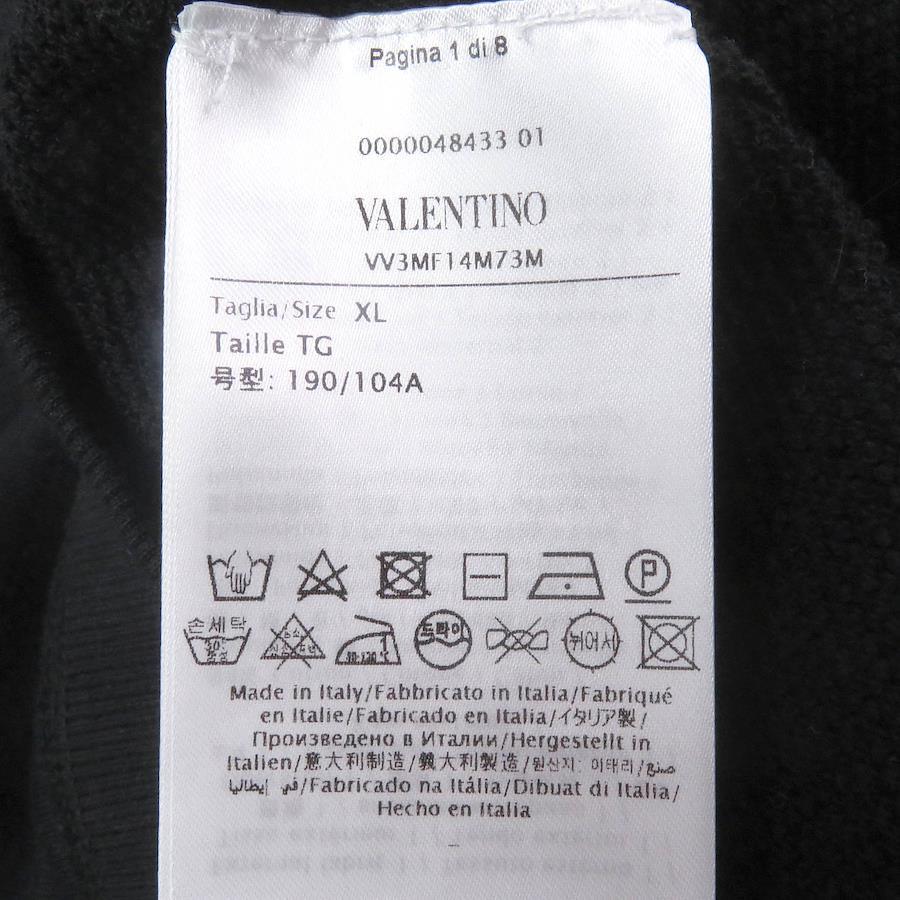 Pagina 1 di 8
0000048433 01
VALENTINO
VV3MF14M73M
Taglia/Size XL
Taille TG
号型: 190/104A
P
손세탁
30°
중성
드라이
쥐어서
Made in Italy/Fabbricato in Italia/Fabriqué
en Italie/Fabricado en Italia/イタリア製/
Произведено в Италии/Hergestellt in
Italien/意大利制造/義大利製造/원산지: 이태리/صنع
في إيطاليا/Fabricado na Itália/Dibuat di Italia/
Hecho en Italia